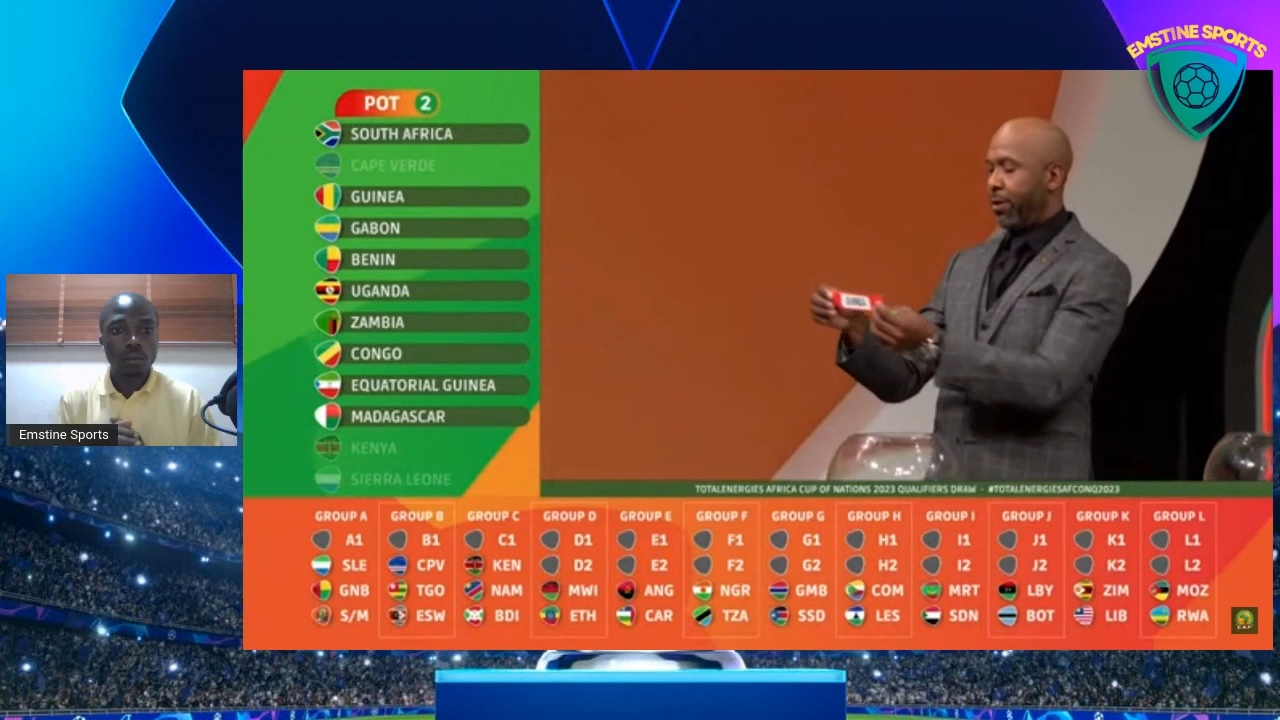 EMSTINE SPORTS
POT 2
SOUTH AFRICA
CAPE VERDE
GUINEA
GABON
BENIN
UGANDA
ZAMBIA
CONGO
EQUATORIAL GUINEA
MADAGASCAR
KENYA
SIERRA LEONE
Emstine Sports
TOTALENERGIES AFRICA CUP OF NATIONS 2023 QUALIFIERS DRAW - #TOTALENERGIESAFCONQ2023
GROUP A GROUP B GROUP C GROUP D GROUP E GROUP F GROUP G GROUP H GROUP I GROUP J GROUP K GROUP L
A1 B1 C1 D1 E1 F1 G1 H1 I1 J1 K1 L1
SLE CPV KEN D2 E2 F2 G2 H2 I2 J2 K2 L2
GNB TGO NAM MWI ANG NGR GMB COM MRT LBY ZIM MOZ
S/M ESW BDI ETH CAR TZA SSD LES SDN BOT LIB RWA
CAF